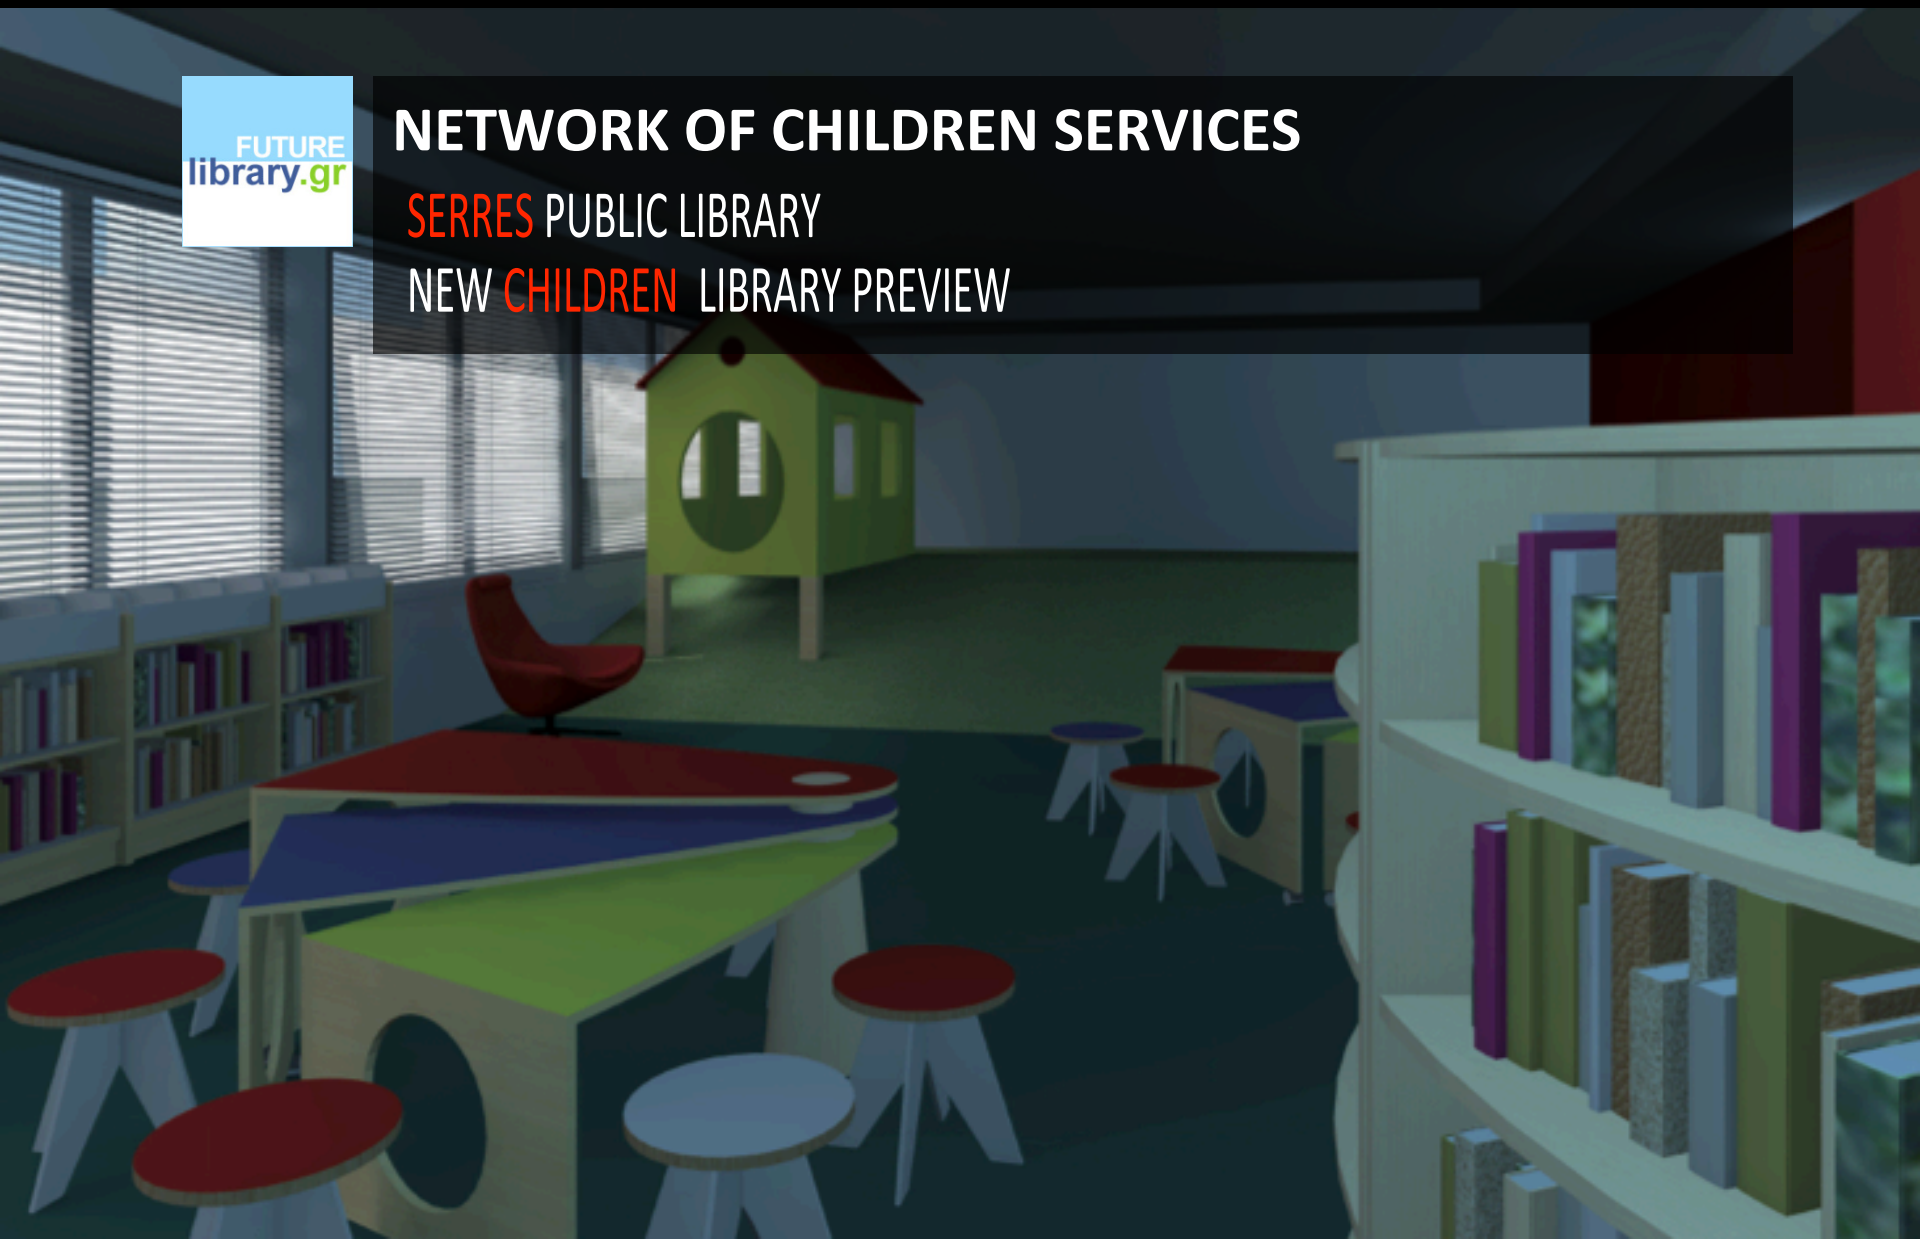 FUTURE
library.gr
NETWORK OF CHILDREN SERVICES
SERRES PUBLIC LIBRARY
NEW CHILDREN LIBRARY PREVIEW